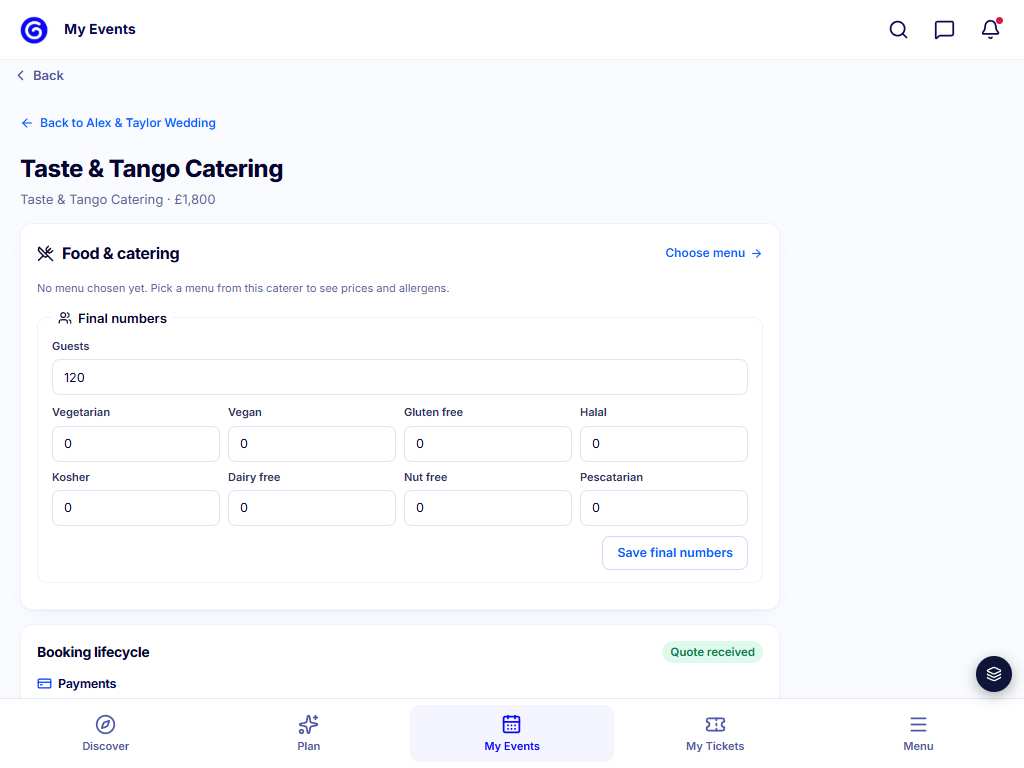 My Events
Back
Back to Alex & Taylor Wedding
Taste & Tango Catering
Taste & Tango Catering · £1,800
Food & catering
Choose menu
No menu chosen yet. Pick a menu from this caterer to see prices and allergens.
Final numbers
Guests
120
Vegetarian Vegan Gluten free Halal
0 0 0 0
Kosher Dairy free Nut free Pescatarian
0 0 0 0
Save final numbers
Booking lifecycle
Quote received
Payments
Discover Plan My Events My Tickets Menu